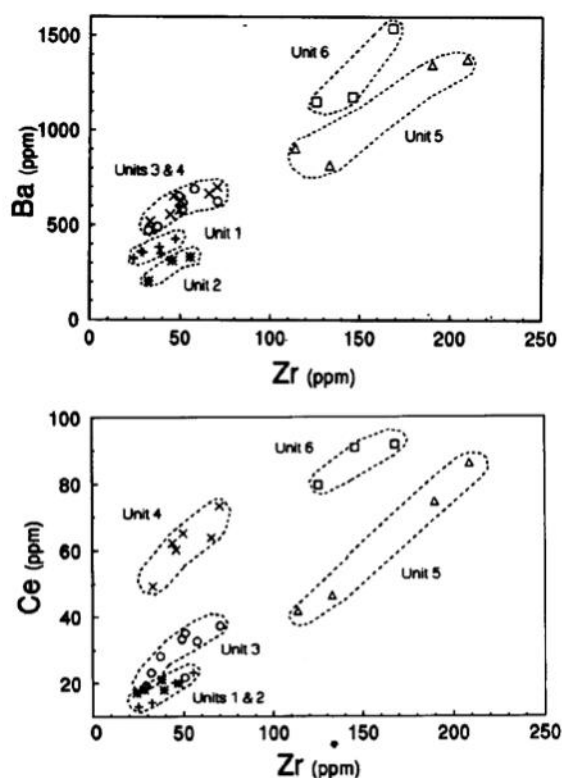 1500
Unit 6
Ba (ppm)
1000
Unit 5
Units 3 & 4
500
Unit 1
Unit 2
0
0 50 100 150 200 250
Zr (ppm)
100
Unit 6
80
Unit 4
Ce (ppm)
60
Unit 5
40
Unit 3
20
Units 1 & 2
0 50 100 150 200 250
Zr (ppm)